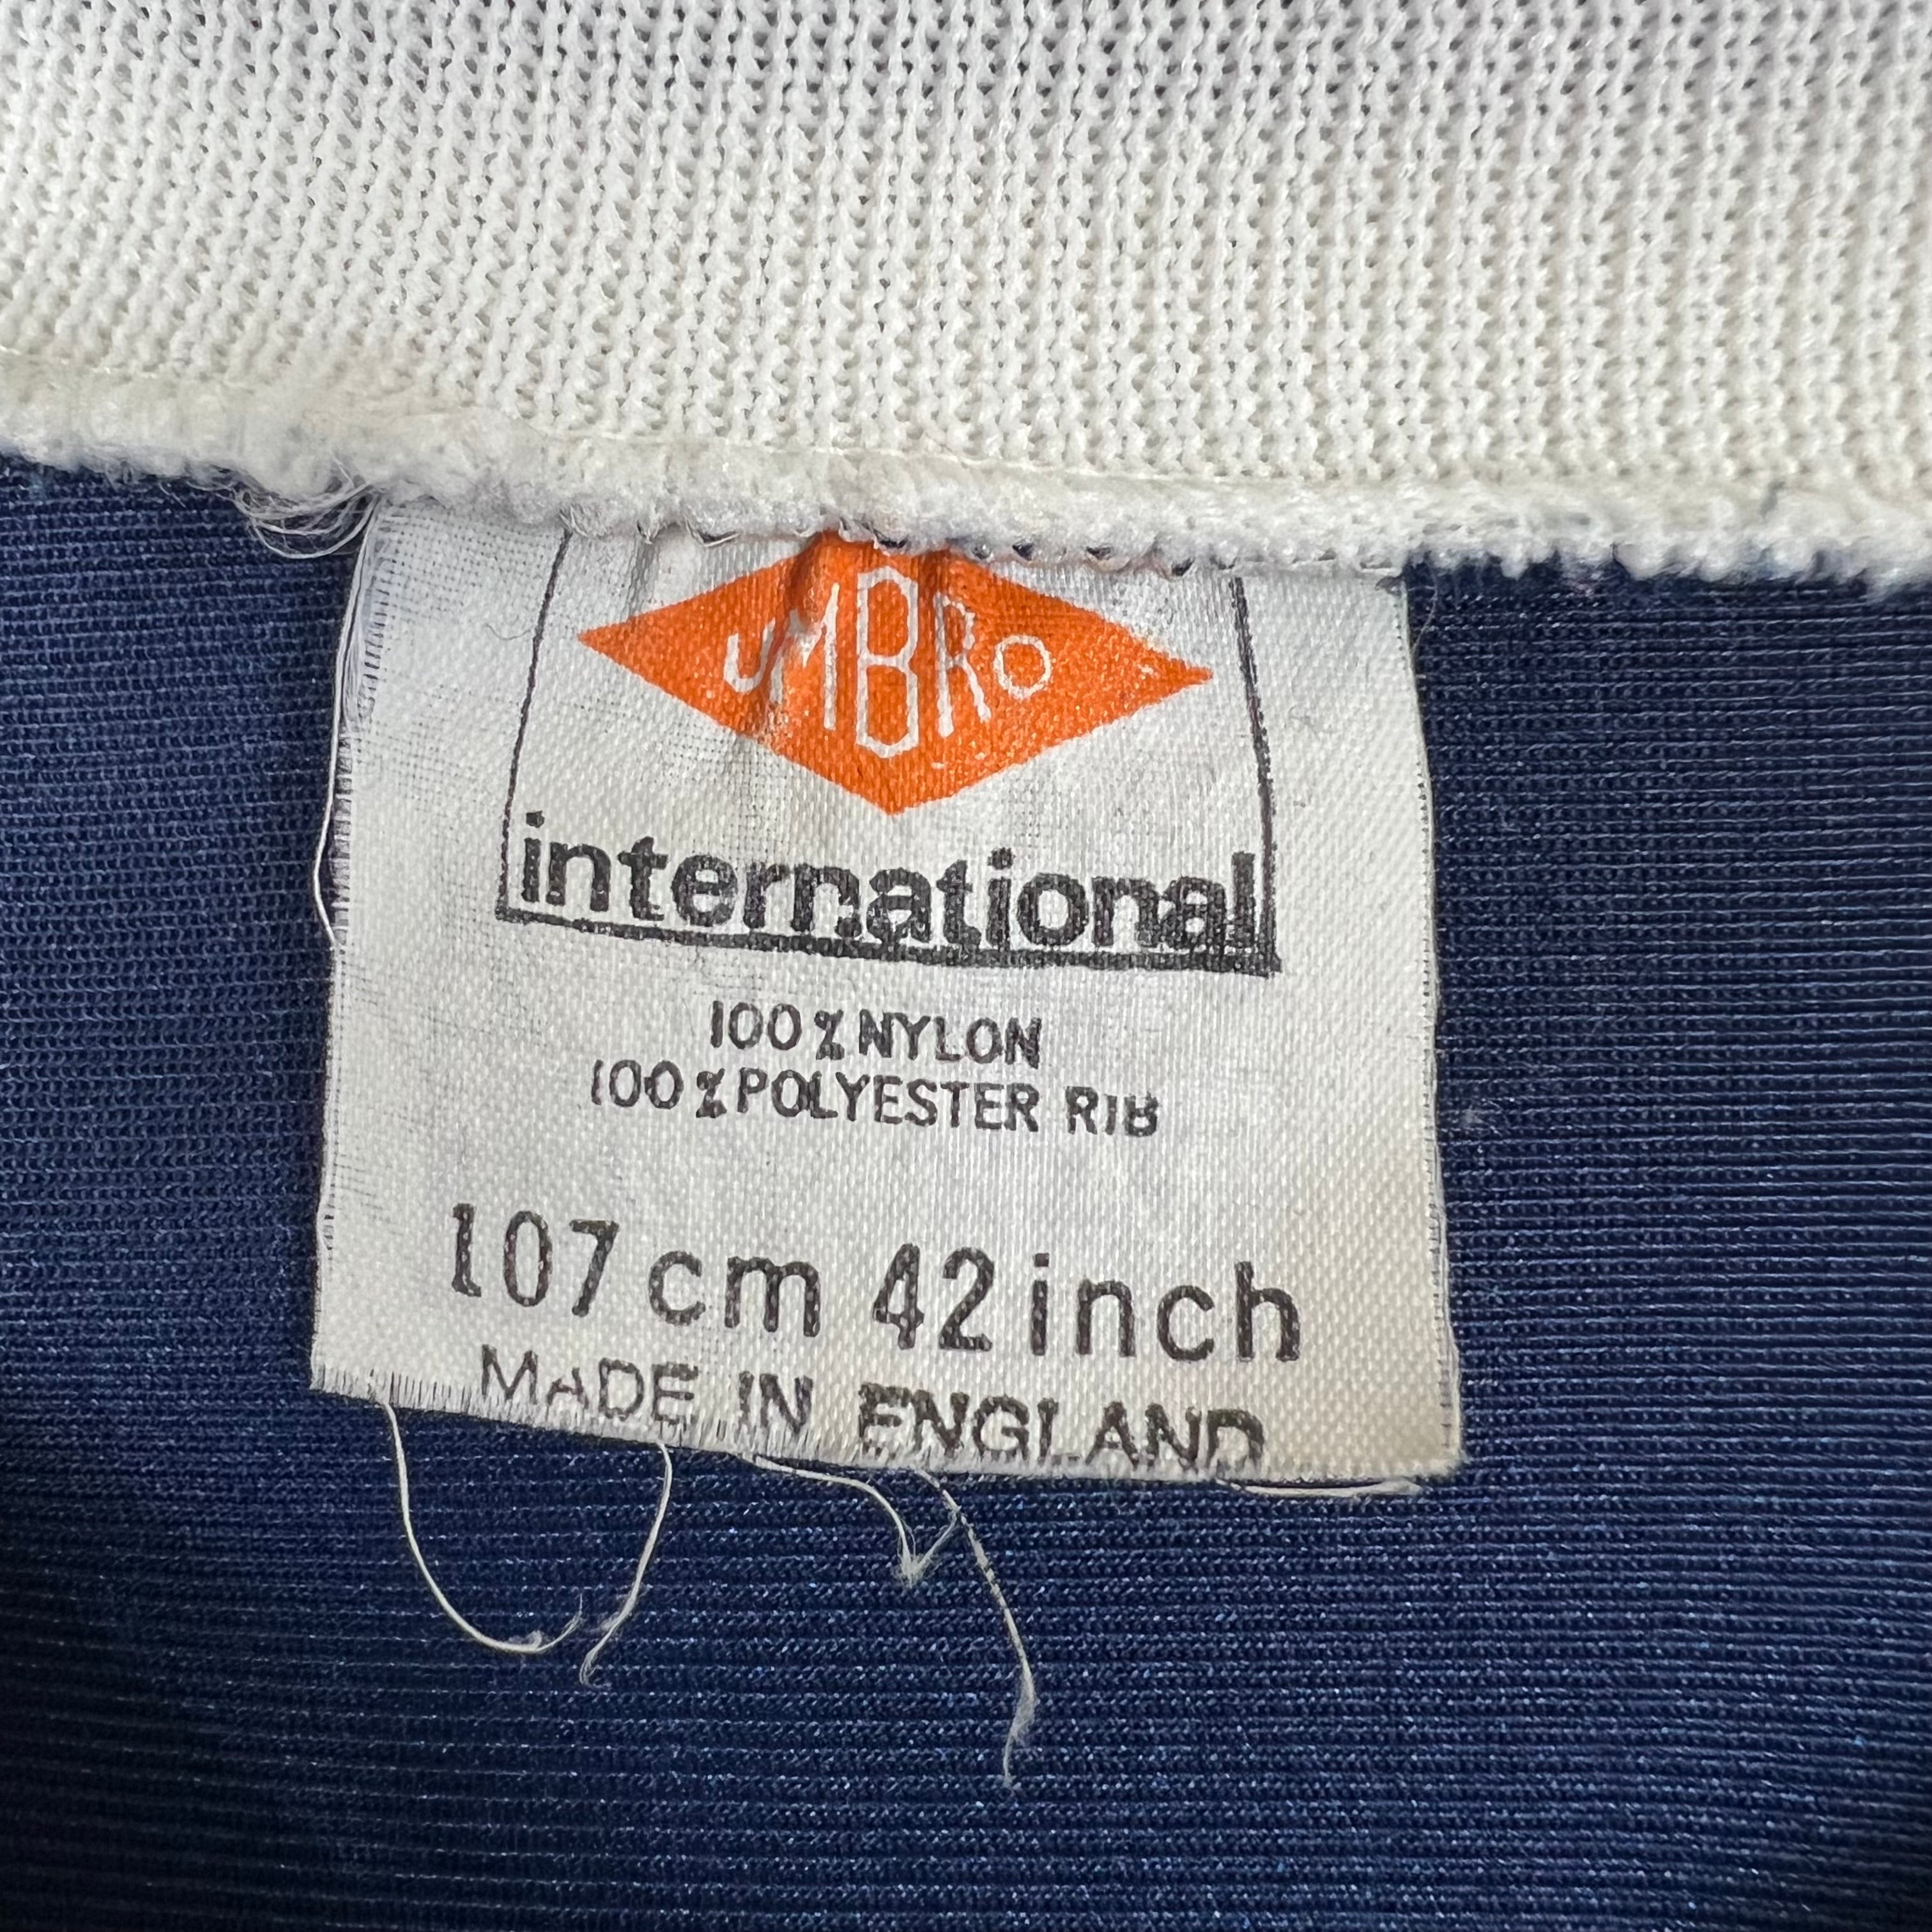 UMBRO
international
100% NYLON
100% POLYESTER RIB
107 cm 42 inch
MADE IN ENGLAND